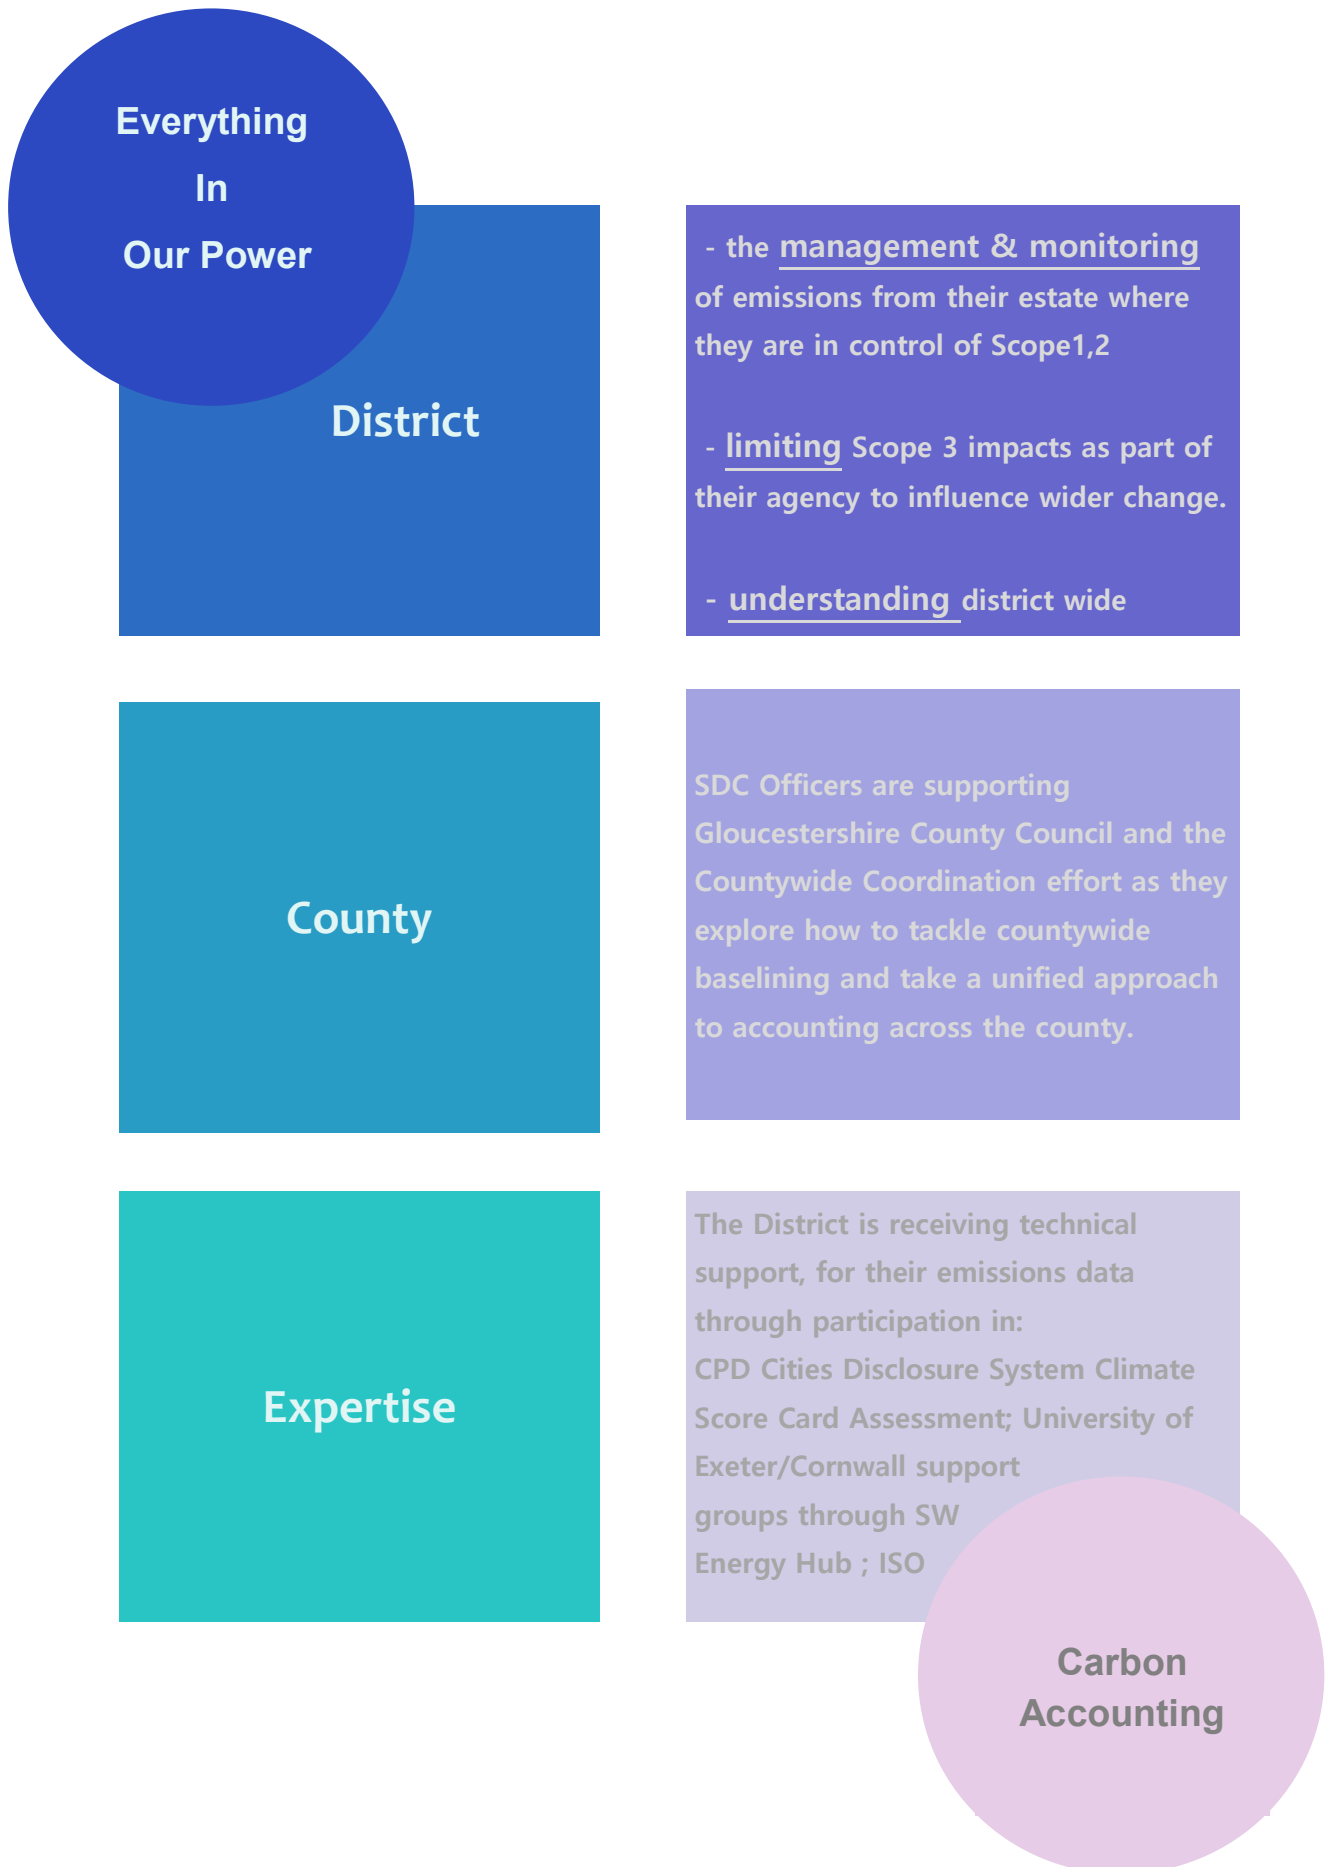 Everything
In
Our Power
District
- the management & monitoring
of emissions from their estate where
they are in control of Scope1,2
- limiting Scope 3 impacts as part of
their agency to influence wider change.
- understanding district wide
County
SDC Officers are supporting
Gloucestershire County Council and the
Countywide Coordination effort as they
explore how to tackle countywide
baselining and take a unified approach
to accounting across the county.
Expertise
The District is receiving technical
support, for their emissions data
through participation in:
CPD Cities Disclosure System Climate
Score Card Assessment; University of
Exeter/Cornwall support
groups through SW
Energy Hub ; ISO
Carbon
Accounting